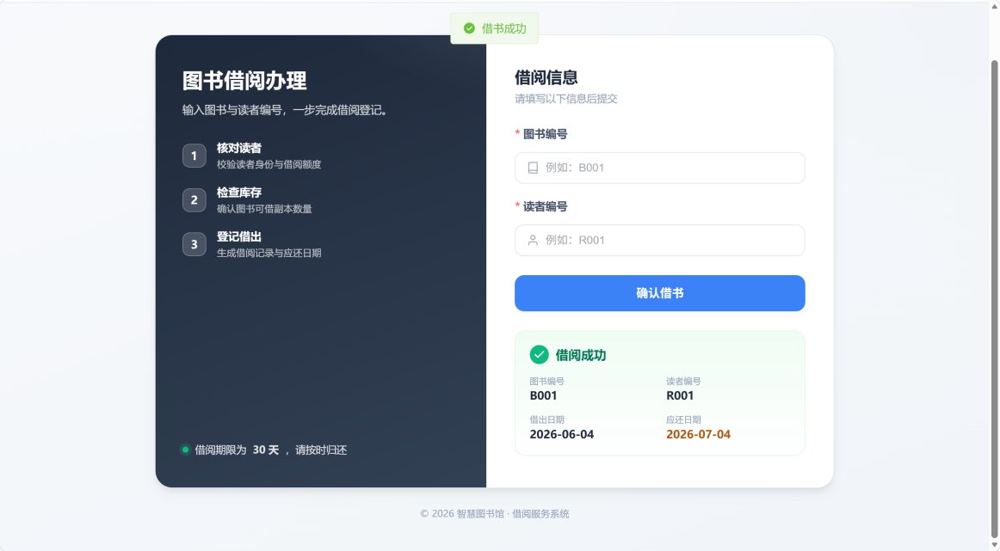 借书成功
图书借阅办理
输入图书与读者编号，一步完成借阅登记。
1
核对读者
校验读者身份与借阅额度
2
检查库存
确认图书可借副本数量
3
登记借出
生成借阅记录与应还日期
借阅期限为 30 天 ，请按时归还
借阅信息
请填写以下信息后提交
* 图书编号
例如：B001
* 读者编号
例如：R001
确认借书
借阅成功
图书编号
B001
读者编号
R001
借出日期
2026-06-04
应还日期
2026-07-04
© 2026 智慧图书馆 · 借阅服务系统